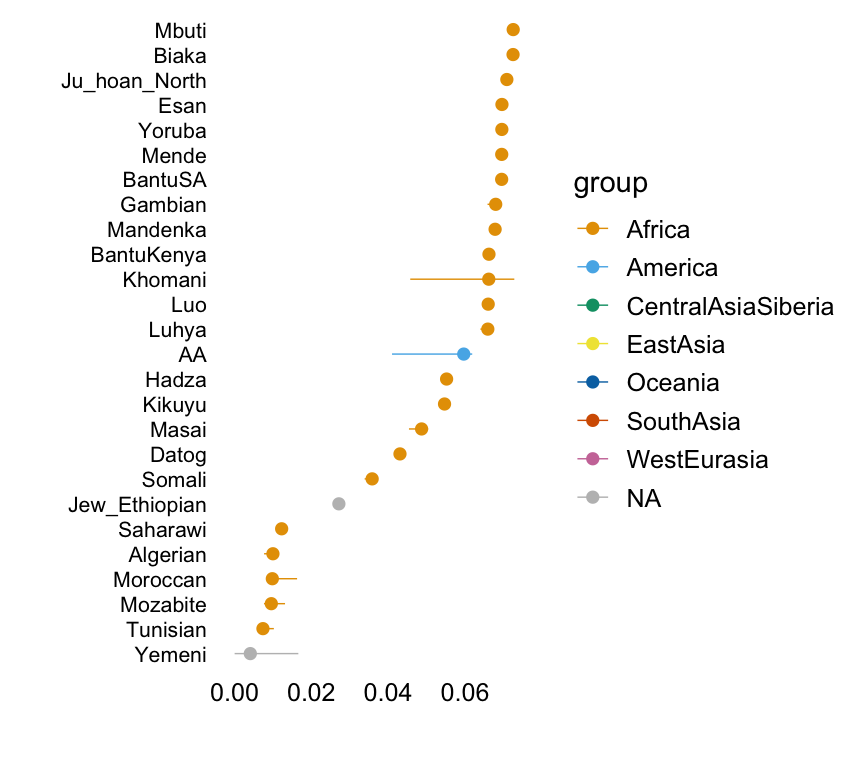 Mbuti
Biaka
Ju_hoan_North
Esan
Yoruba
Mende
BantuSA
Gambian
Mandenka
BantuKenya
Khomani
Luo
Luhya
AA
Hadza
Kikuyu
Masai
Datog
Somali
Jew_Ethiopian
Saharawi
Algerian
Moroccan
Mozabite
Tunisian
Yemeni
0.00 0.02 0.04 0.06
group
Africa
America
CentralAsiaSiberia
EastAsia
Oceania
SouthAsia
WestEurasia
NA